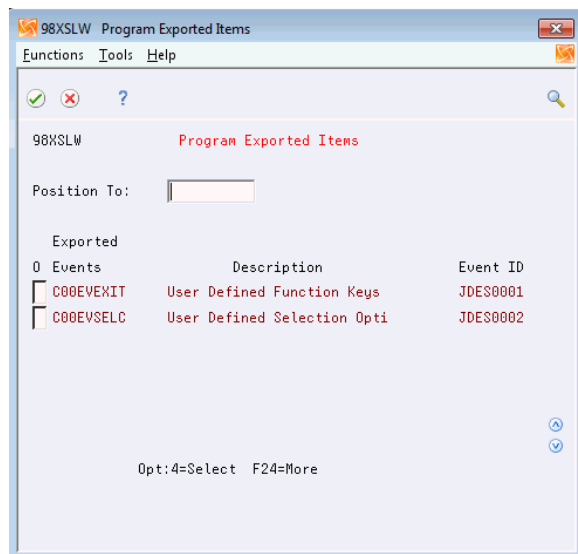 98XSLW Program Exported Items
Functions Tools Help
?
98XSLW Program Exported Items
Position To:
Exported
O Events Description Event ID
C00EVEXIT User Defined Function Keys JDES0001
C00EVSELC User Defined Selection Opti JDES0002
Opt:4=Select F24=More